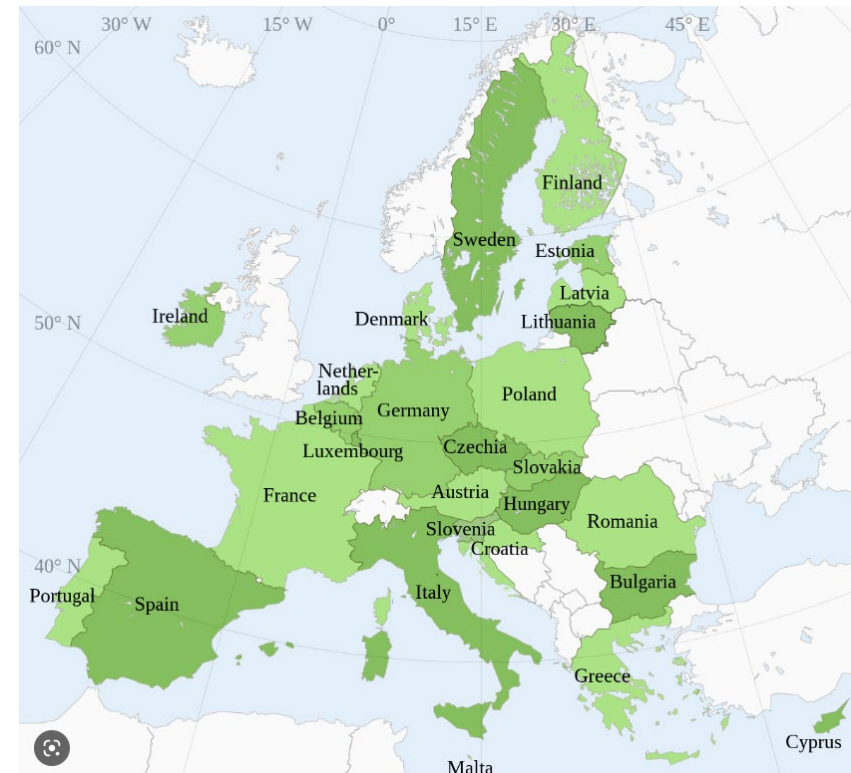 30° W
15° W
0°
15° E
30° E
45° E
60° N
Finland
Sweden
Estonia
Latvia
Ireland
Denmark
Lithuania
50° N
Nether-
lands
Poland
Germany
Belgium
Czechia
Luxembourg
Slovakia
France
Austria
Hungary
Romania
Slovenia
Croatia
40° N
Bulgaria
Portugal
Spain
Italy
Greece
Cyprus
Malta